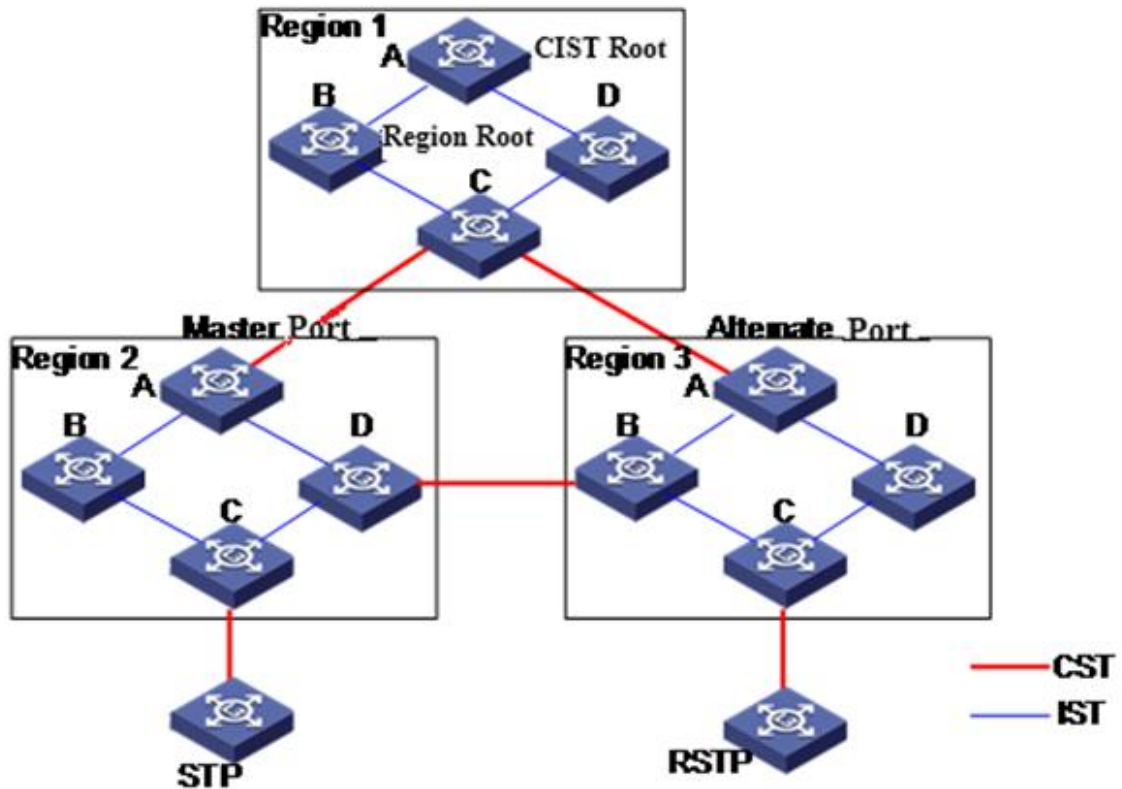 Region 1
A
CIST Root
B
D
Region Root
C
Master Port
Alternate Port
Region 2
A
B
D
C
Region 3
A
B
D
C
CST
IST
STP
RSTP